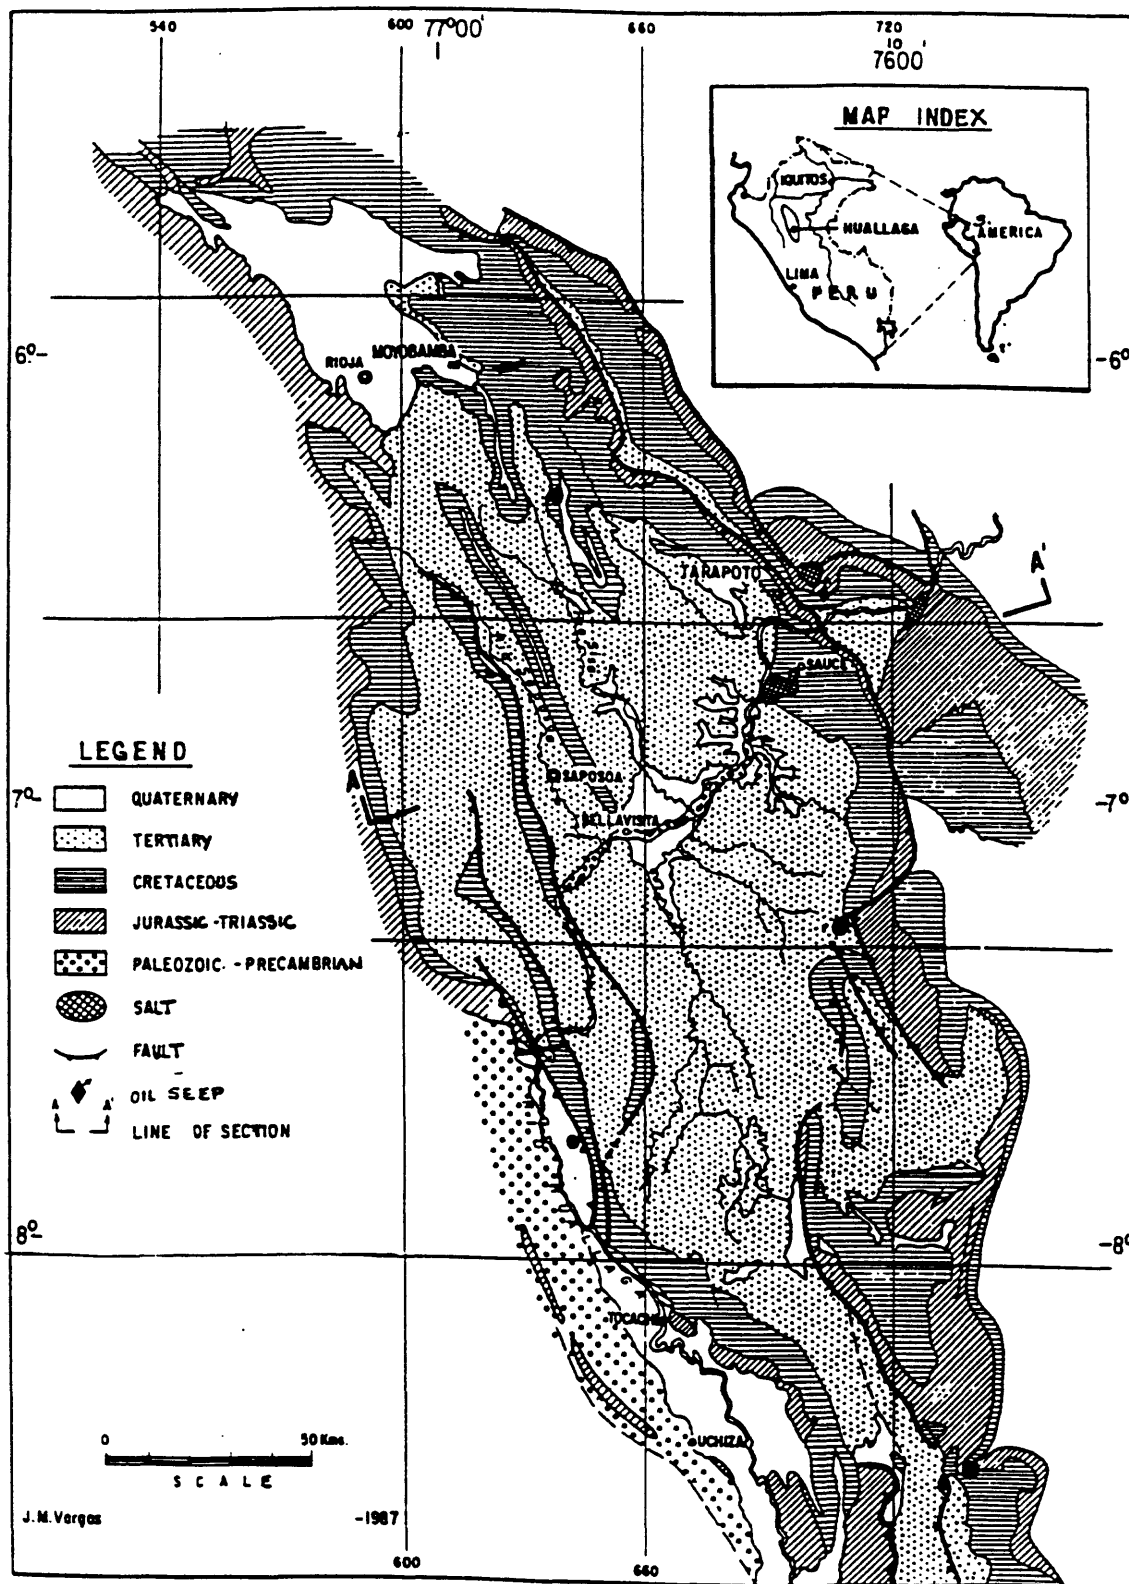 540 600 77°00' 660 720
10
7600'
MAP INDEX
IQUITOS
HUALLAGA
S.
AMERICA
LIMA
PERU
6°
MOYOBAMBA
RIOJA
-6°
TARAPOTO
A'
SAUCE
LEGEND
QUATERNARY
TERTIARY
CRETACEOUS
JURASSIC-TRIASSIC
PALEOZOIC - PRECAMBRIAN
SALT
FAULT
OIL SEEP
A A'
LINE OF SECTION
7°-
A
SAPOSOA
BELLAVISTA
-7°
8°-
-8°
TOCACHE
UCHIZA
0 50 Kms.
SCALE
J.M.Vargas -1987
600 660